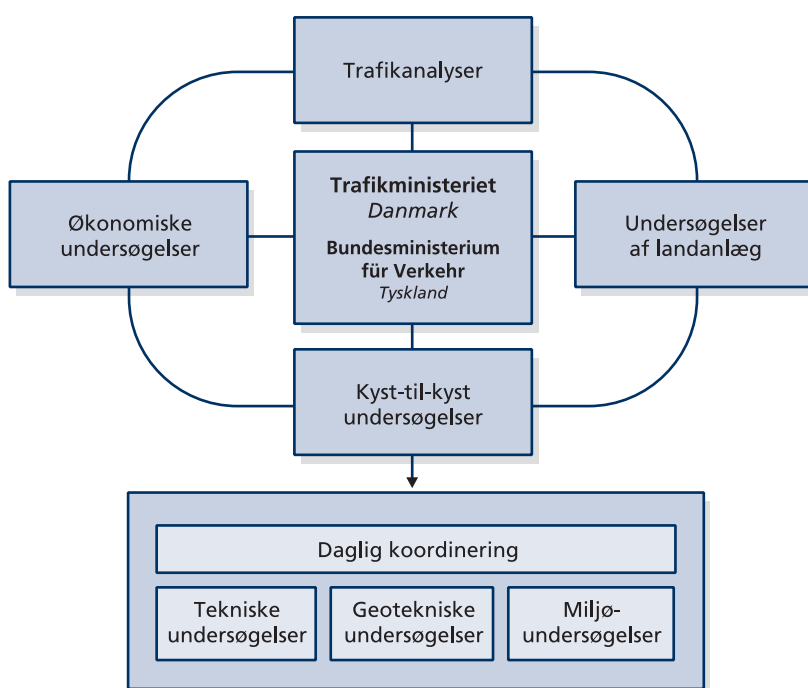 Trafikanalyser
Økonomiske
undersøgelser
Trafikministeriet
Danmark
Bundesministerium
für Verkehr
Tyskland
Undersøgelser
af landanlæg
Kyst-til-kyst
undersøgelser
Daglig koordinering
Tekniske
undersøgelser
Geotekniske
undersøgelser
Miljø-
undersøgelser